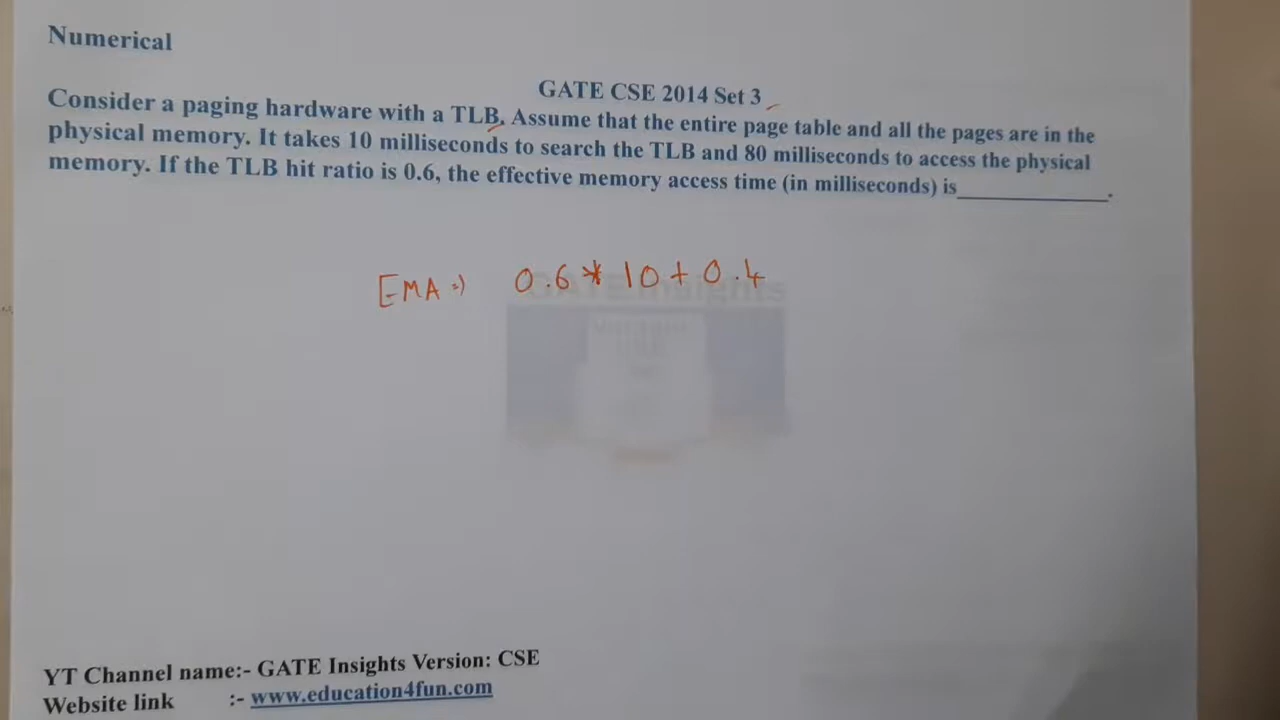 Numerical
GATE CSE 2014 Set 3
Consider a paging hardware with a TLB. Assume that the entire page table and all the pages are in the
physical memory. It takes 10 milliseconds to search the TLB and 80 milliseconds to access the physical
memory. If the TLB hit ratio is 0.6, the effective memory access time (in milliseconds) is____________.
EMA => 0.6 * 10 + 0.4
GATE Insights
YT Channel name:- GATE Insights Version: CSE
Website link :- www.education4fun.com